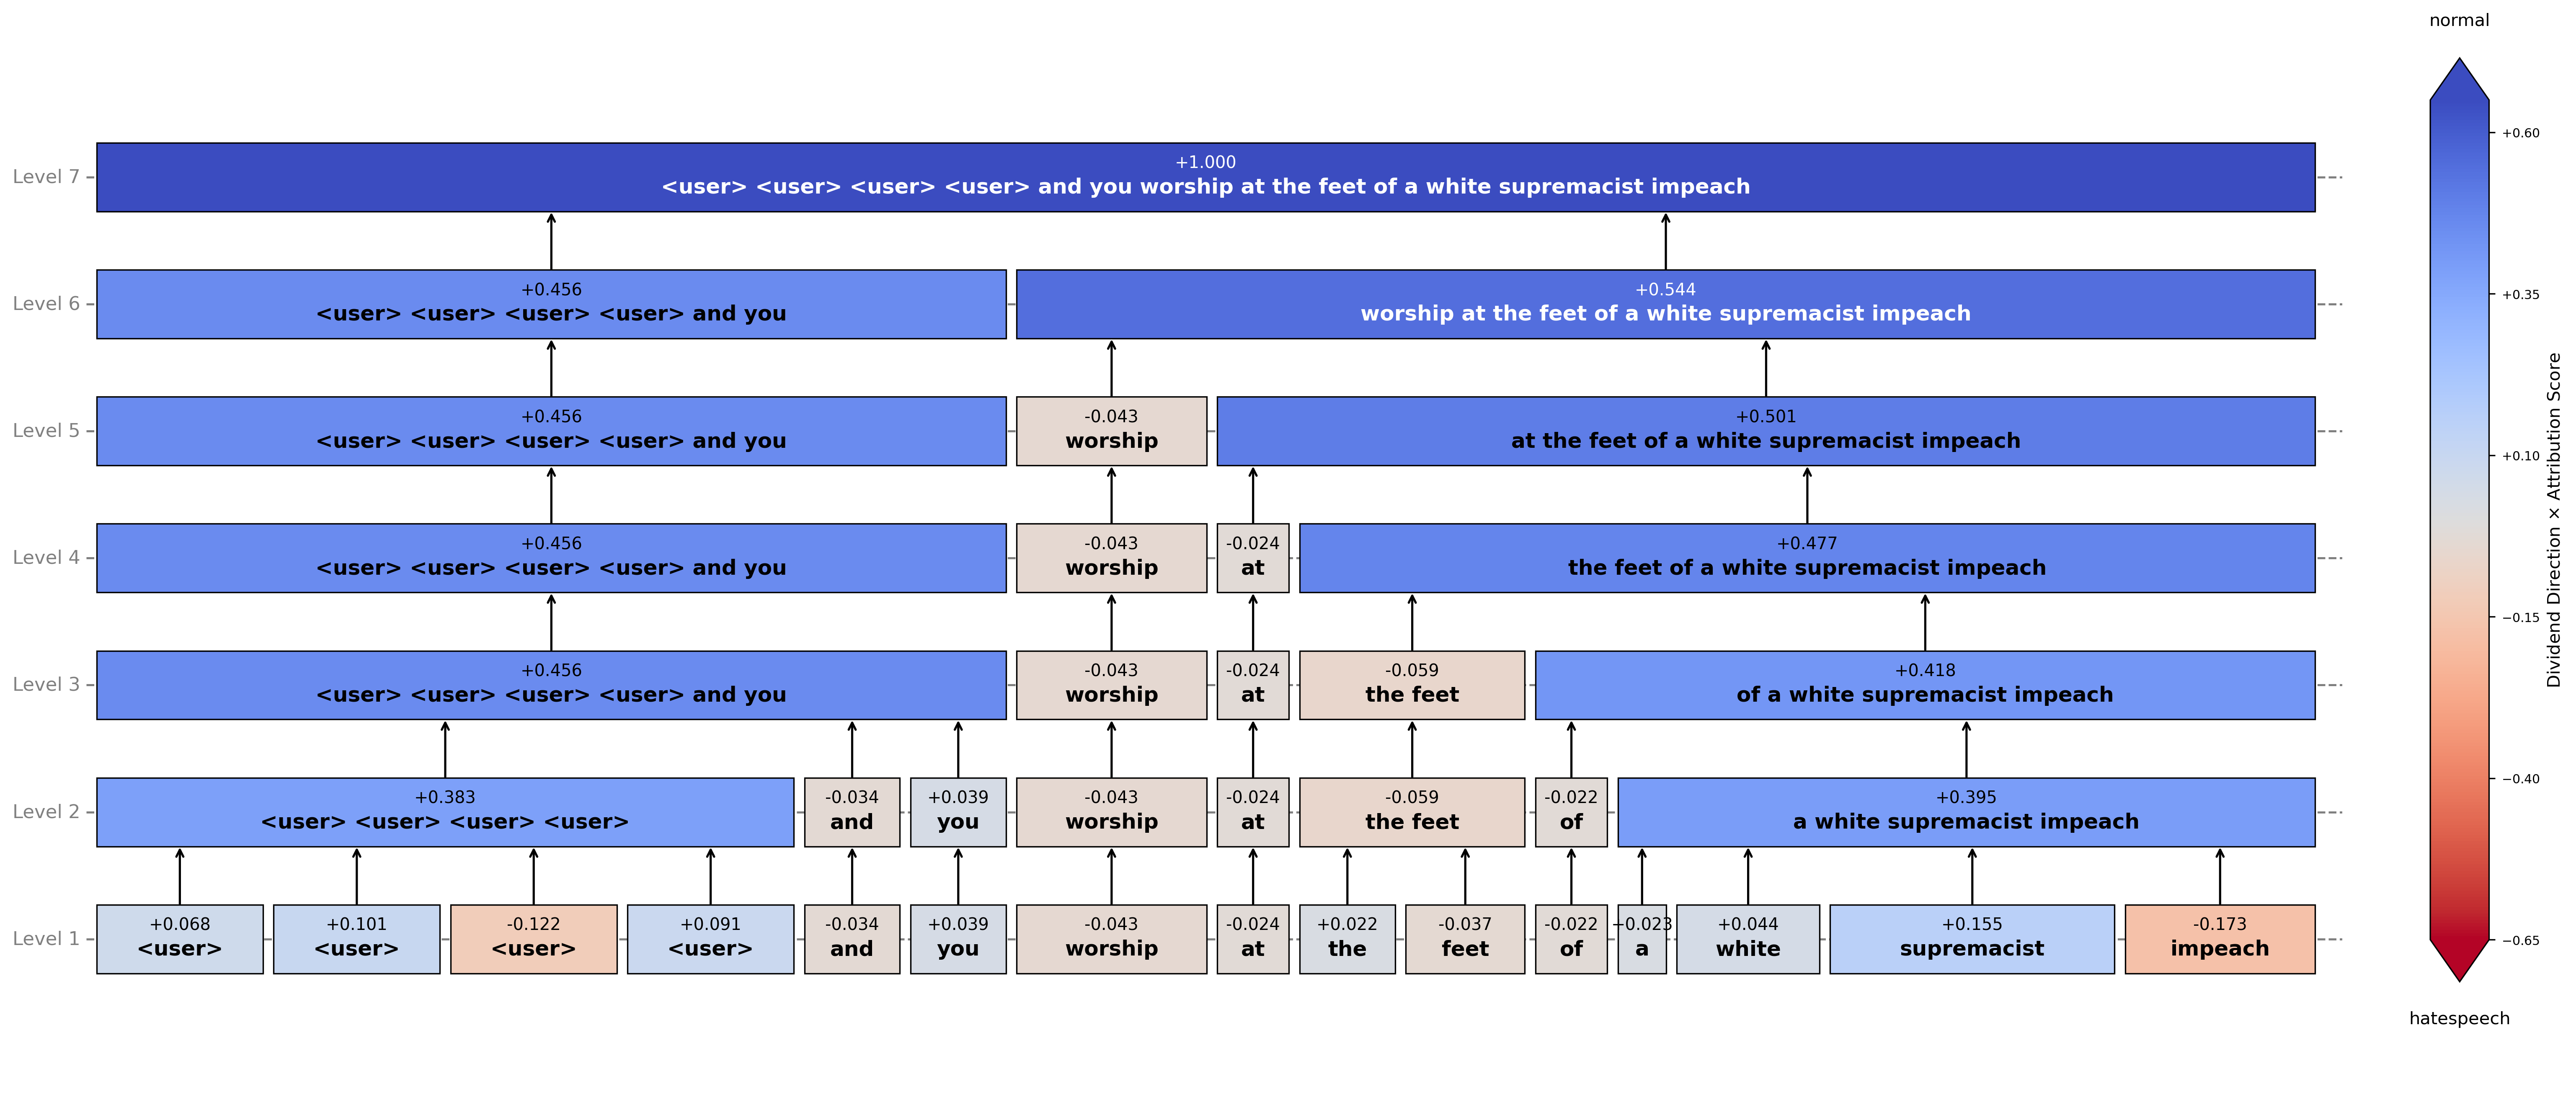 normal
Level 7
+1.000
<user> <user> <user> <user> and you worship at the feet of a white supremacist impeach
Level 6
+0.456
<user> <user> <user> <user> and you
+0.544
worship at the feet of a white supremacist impeach
Level 5
+0.456
<user> <user> <user> <user> and you
-0.043
worship
+0.501
at the feet of a white supremacist impeach
Level 4
+0.456
<user> <user> <user> <user> and you
-0.043
worship
-0.024
at
+0.477
the feet of a white supremacist impeach
Level 3
+0.456
<user> <user> <user> <user> and you
-0.043
worship
-0.024
at
-0.059
the feet
+0.418
of a white supremacist impeach
Level 2
+0.383
<user> <user> <user> <user>
-0.034
and
+0.039
you
-0.043
worship
-0.024
at
-0.059
the feet
-0.022
of
+0.395
a white supremacist impeach
Level 1
+0.068
<user>
+0.101
<user>
-0.122
<user>
+0.091
<user>
-0.034
and
+0.039
you
-0.043
worship
-0.024
at
+0.022
the
-0.037
feet
-0.022
of
+0.023
a
+0.044
white
+0.155
supremacist
-0.173
impeach
+0.60
+0.35
+0.10
−0.15
−0.40
−0.65
Dividend Direction × Attribution Score
hatespeech